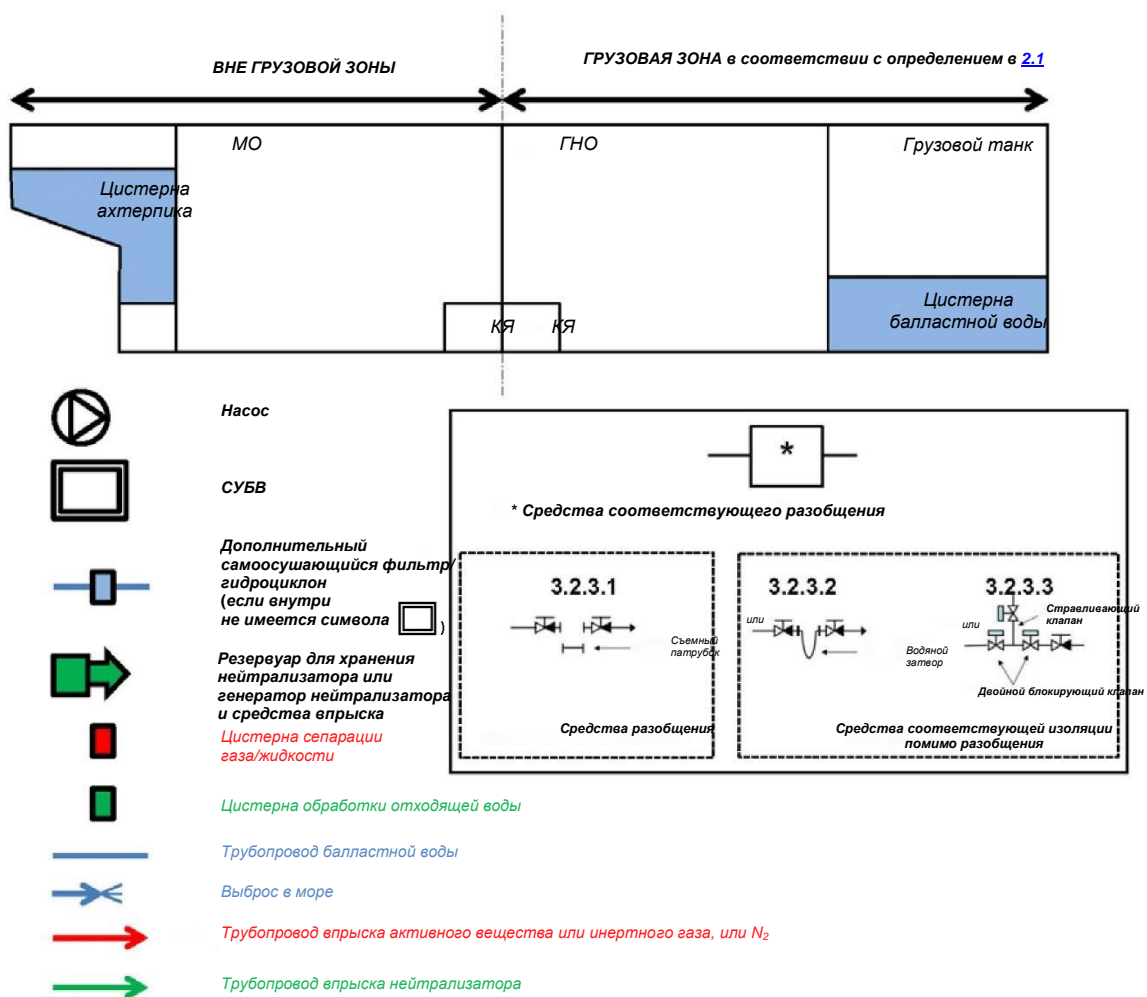 ВНЕ ГРУЗОВОЙ ЗОНЫ
ГРУЗОВАЯ ЗОНА в соответствии с определением в 2.1
МО
ГНО
Грузовой танк
Цистерна
ахтерпика
Цистерна
балластной воды
КЯ
КЯ
Насос
СУБВ
Дополнительный
самоосушающийся фильтр/
гидроциклон
(если внутри
не имеется символа )
Резервуар для хранения
нейтрализатора или
генератор нейтрализатора
и средства впрыска
Цистерна сепарации
газа/жидкости
Цистерна обработки отходящей воды
Трубопровод балластной воды
Выброс в море
Трубопровод впрыска активного вещества или инертного газа, или N₂
Трубопровод впрыска нейтрализатора
*
* Средства соответствующего разобщения
3.2.3.1
Съемный
патрубок
Средства разобщения
3.2.3.2
или
Водяной
затвор
3.2.3.3
или
Стравливающий
клапан
Двойной блокирующий клапан
Средства соответствующей изоляции
помимо разобщения